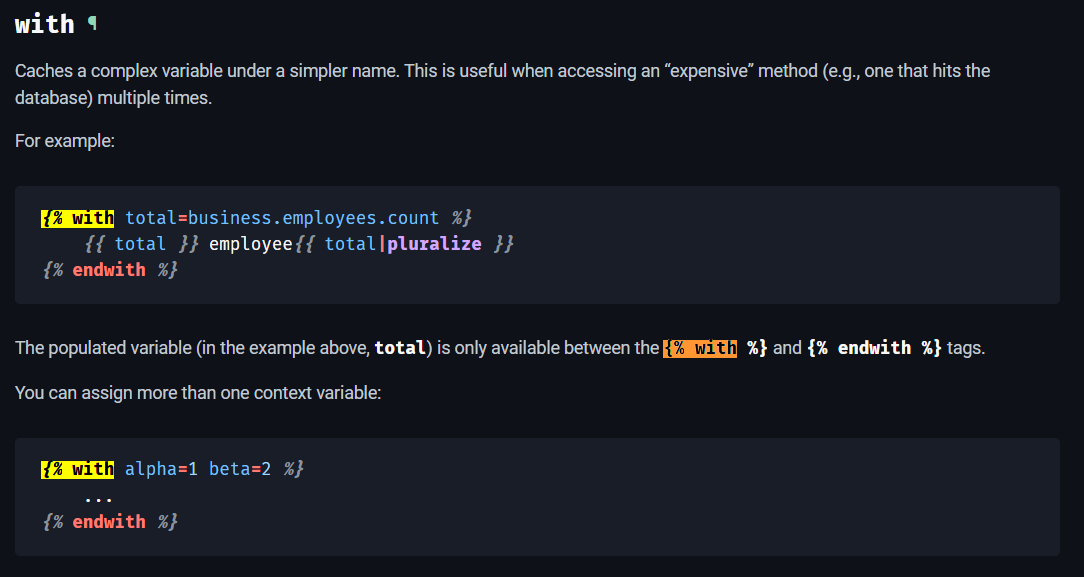 with ¶
Caches a complex variable under a simpler name. This is useful when accessing an “expensive” method (e.g., one that hits the
database) multiple times.
For example:
{% with total=business.employees.count %}
    {{ total }} employee{{ total|pluralize }}
{% endwith %}
The populated variable (in the example above, total) is only available between the {% with %} and {% endwith %} tags.
You can assign more than one context variable:
{% with alpha=1 beta=2 %}
    ...
{% endwith %}